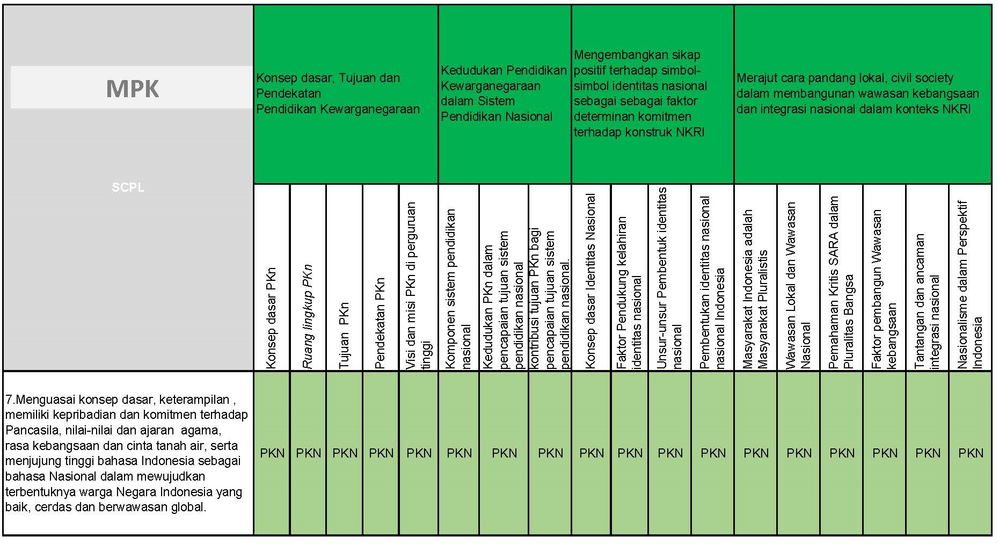 MPK
SCPL
Konsep dasar, Tujuan dan
Pendekatan
Pendidikan Kewarganegaraan
Kedudukan Pendidikan
Kewarganegaraan
dalam Sistem
Pendidikan Nasional
Mengembangkan sikap
positif terhadap simbol-
simbol identitas nasional
sebagai sebagai faktor
determinan komitmen
terhadap konstruk NKRI
Merajut cara pandang lokal, civil society
dalam membangunan wawasan kebangsaan
dan integrasi nasional dalam konteks NKRI
Konsep dasar PKn
Ruang lingkup PKn
Tujuan PKn
Pendekatan PKn
Visi dan misi PKn di perguruan
tinggi
Komponen sistem pendidikan
nasional
Kedudukan PKn dalam
pencapaian tujuan sistem
pendidikan nasional
kontribusi tujuan PKn bagi
pencapaian tujuan sistem
pendidikan nasional.
Konsep dasar Identitas Nasional
Faktor Pendukung kelahiran
identitas nasional
Unsur-unsur Pembentuk identitas
nasional
Pembentukan identitas nasional
nasional Indonesia
Masyarakat Indonesia adalah
Masyarakat Pluralistis
Wawasan Lokal dan Wawasan
Nasional
Pemahaman Kritis SARA dalam
Pluralitas Bangsa
Faktor pembangun Wawasan
kebangsaan
Tantangan dan ancaman
integrasi nasional
Nasionalisme dalam Perspektif
Indonesia
7.Menguasai konsep dasar, keterampilan ,
memiliki kepribadian dan komitmen terhadap
Pancasila, nilai-nilai dan ajaran agama,
rasa kebangsaan dan cinta tanah air, serta
menjujung tinggi bahasa Indonesia sebagai
bahasa Nasional dalam mewujudkan
terbentuknya warga Negara Indonesia yang
baik, cerdas dan berwawasan global.
PKN PKN PKN PKN PKN PKN PKN PKN PKN PKN PKN PKN PKN PKN PKN PKN PKN PKN